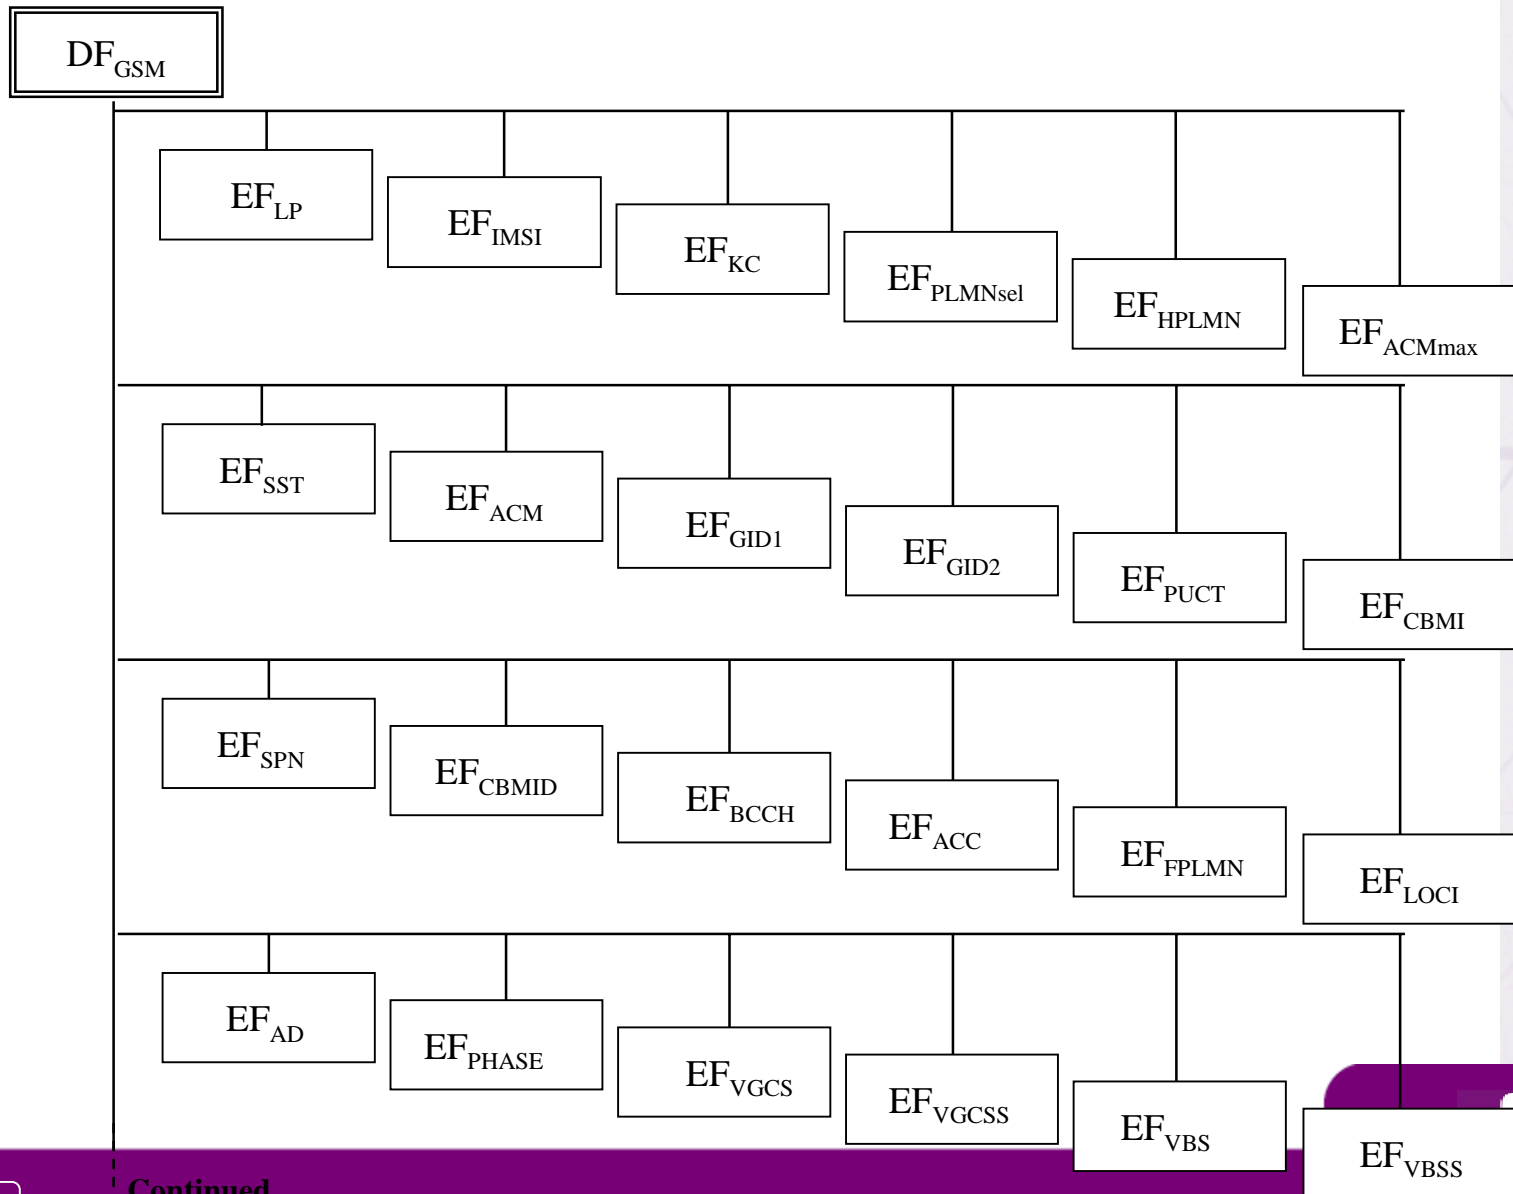 DFGSM
EFLP
EFIMSI
EFKC
EFPLMNsel
EFHPLMN
EFACMmax
EFSST
EFACM
EFGID1
EFGID2
EFPUCT
EFCBMI
EFSPN
EFCBMID
EFBCCH
EFACC
EFFPLMN
EFLOCI
EFAD
EFPHASE
EFVGCS
EFVGCSS
EFVBS
EFVBSS
Continued